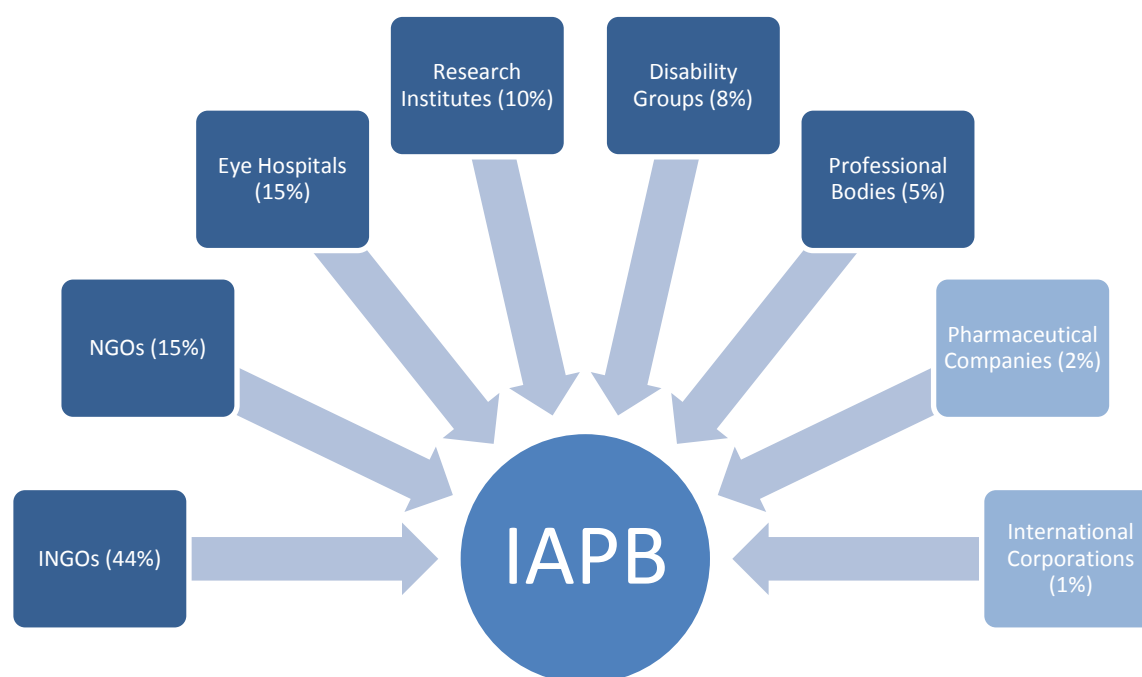 Research
Institutes (10%)
Disability
Groups (8%)
Eye Hospitals
(15%)
Professional
Bodies (5%)
NGOs (15%)
Pharmaceutical
Companies (2%)
INGOs (44%)
IAPB
International
Corporations
(1%)